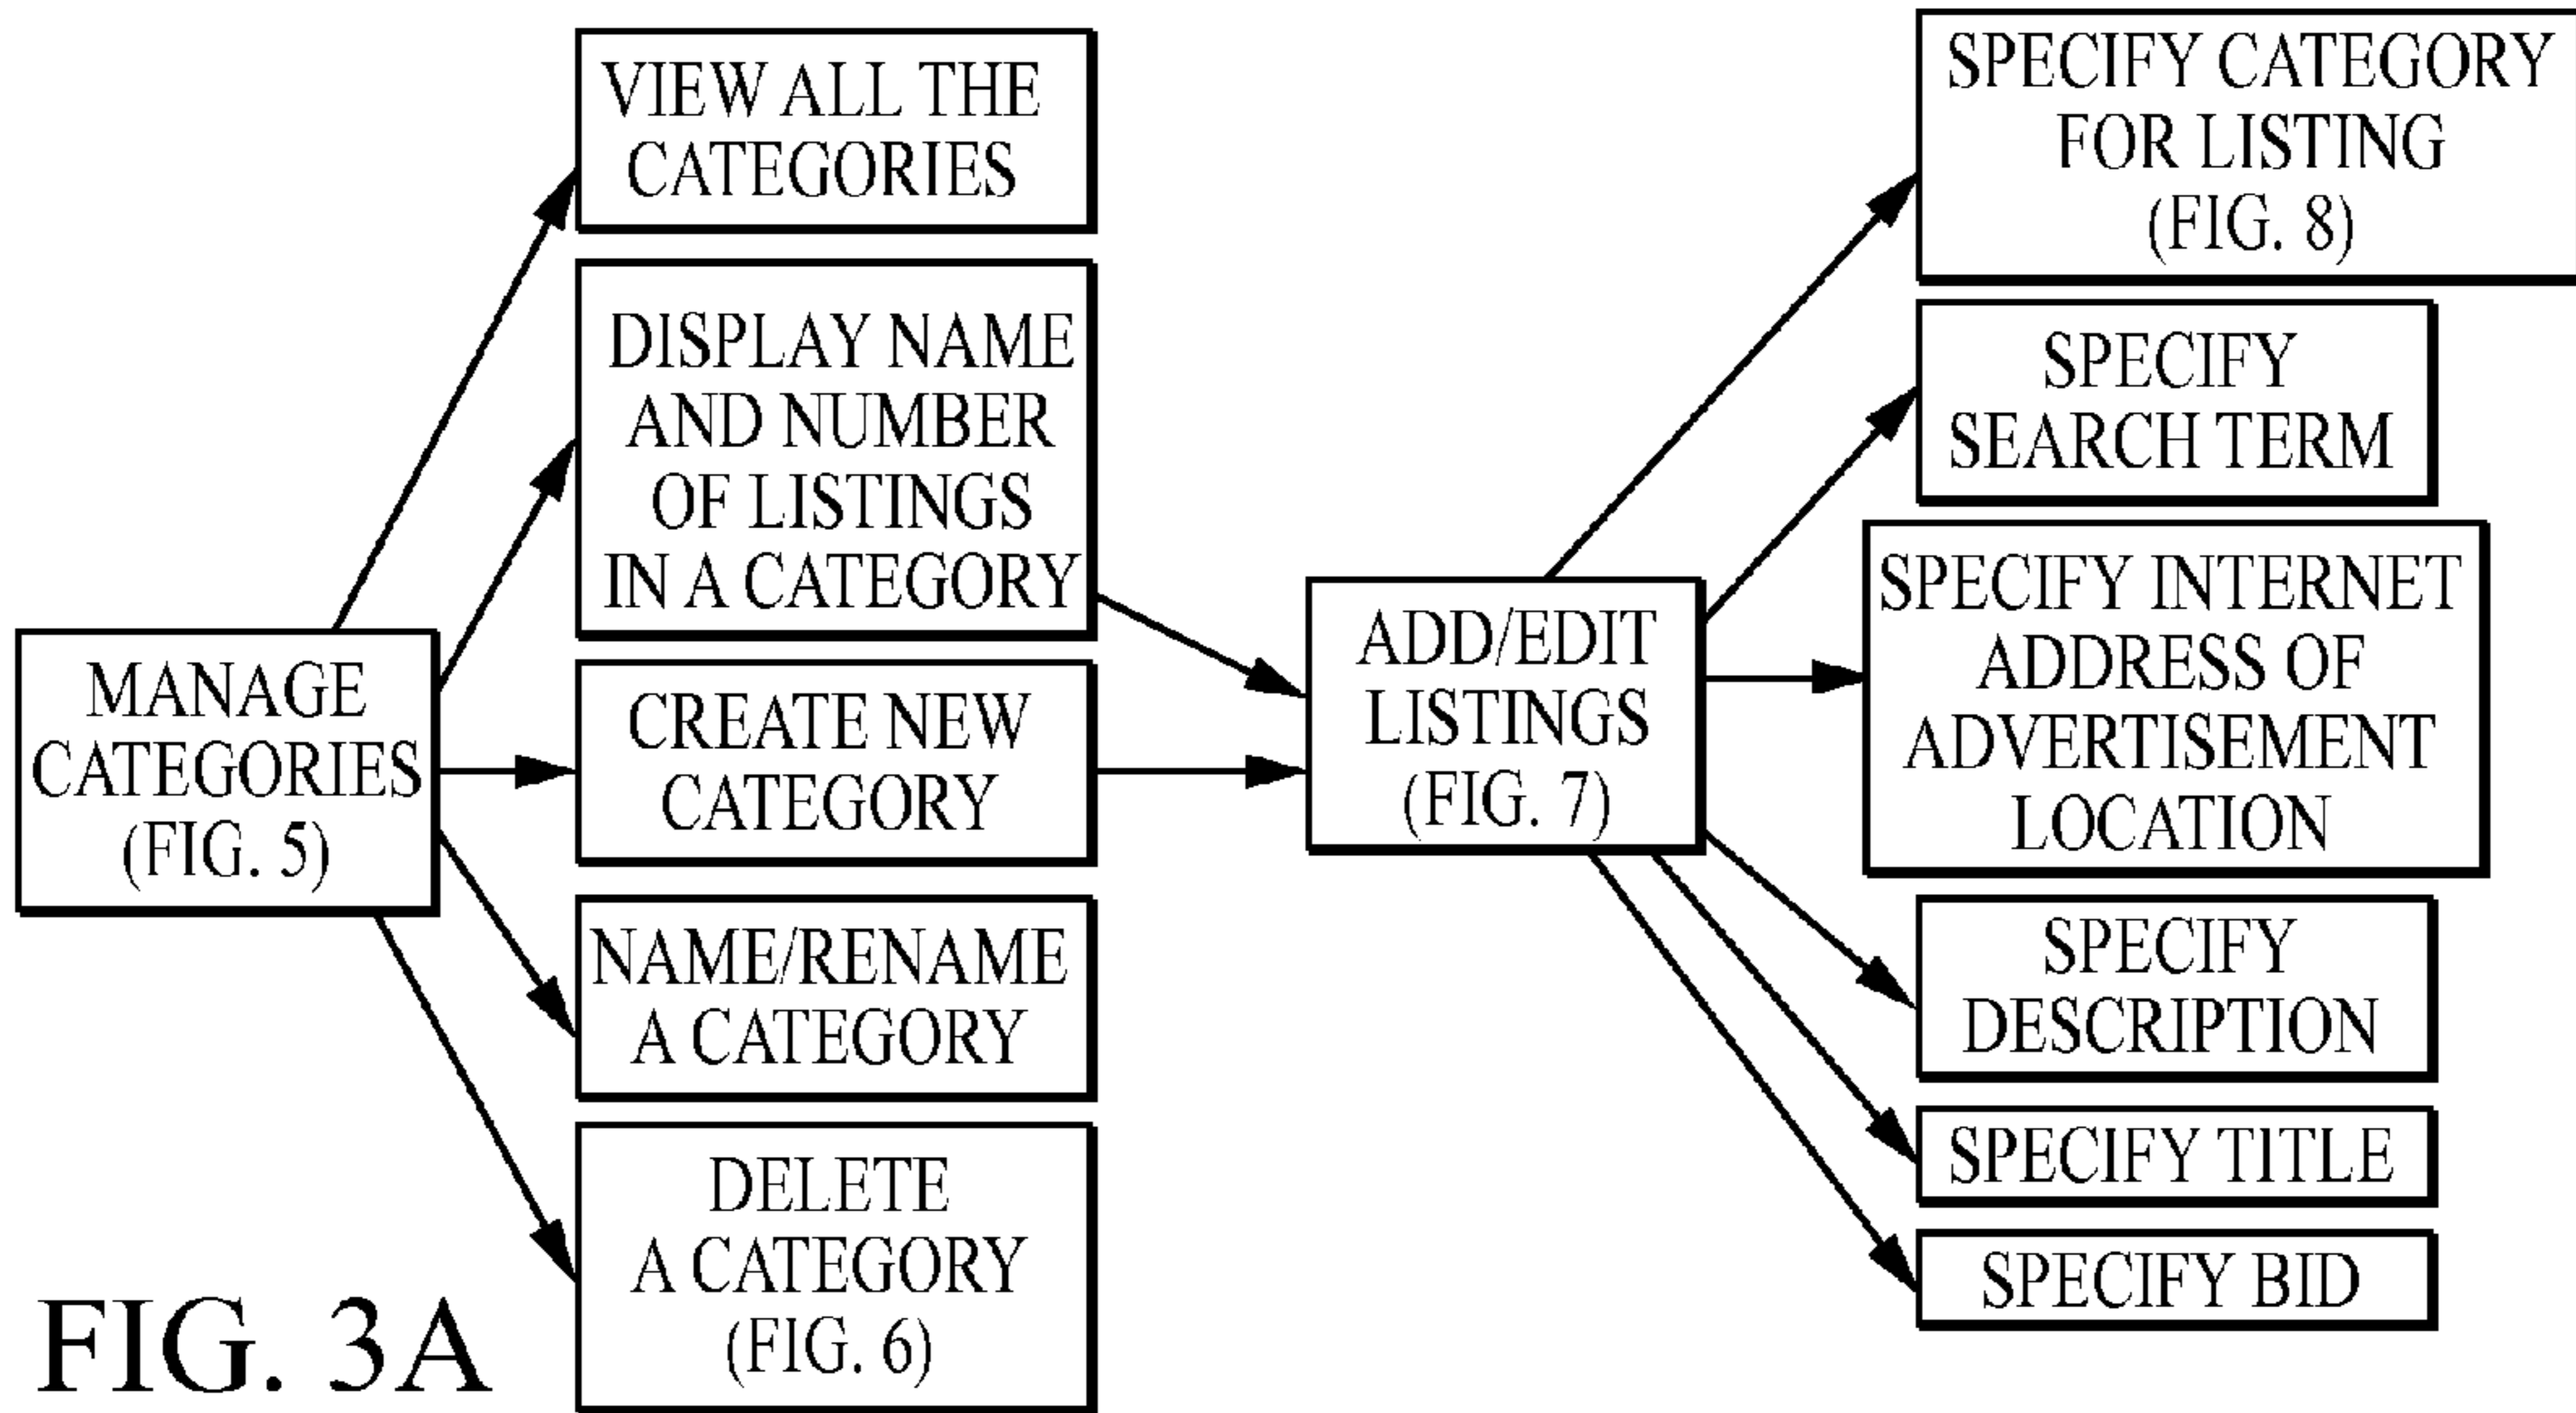 MANAGE
CATEGORIES
(FIG. 5)
VIEW ALL THE
CATEGORIES
DISPLAY NAME
AND NUMBER
OF LISTINGS
IN A CATEGORY
CREATE NEW
CATEGORY
NAME/RENAME
A CATEGORY
DELETE
A CATEGORY
(FIG. 6)
ADD/EDIT
LISTINGS
(FIG. 7)
SPECIFY CATEGORY
FOR LISTING
(FIG. 8)
SPECIFY
SEARCH TERM
SPECIFY INTERNET
ADDRESS OF
ADVERTISEMENT
LOCATION
SPECIFY
DESCRIPTION
SPECIFY TITLE
SPECIFY BID
FIG. 3A